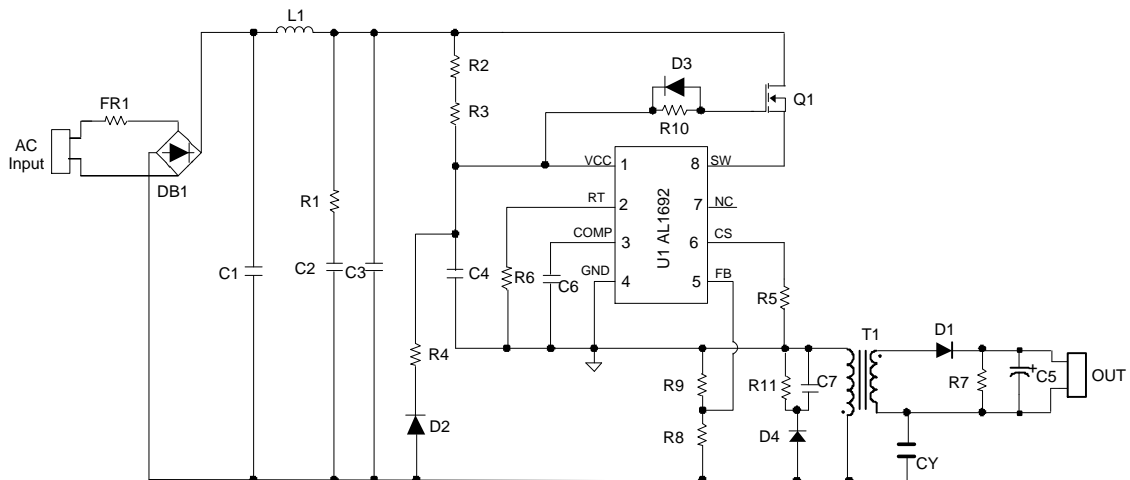 L1
R2
D3
FR1
R3
Q1
R10
AC
Input
VCC
1
8
SW
DB1
RT
2
7
NC
R1
U1 AL1692
COMP
3
6
CS
C1
C2
C3
C4
GND
4
5
FB
R6
C6
R5
T1
D1
R4
R9
R11
C7
R7
+
C5
OUT
D2
R8
D4
CY